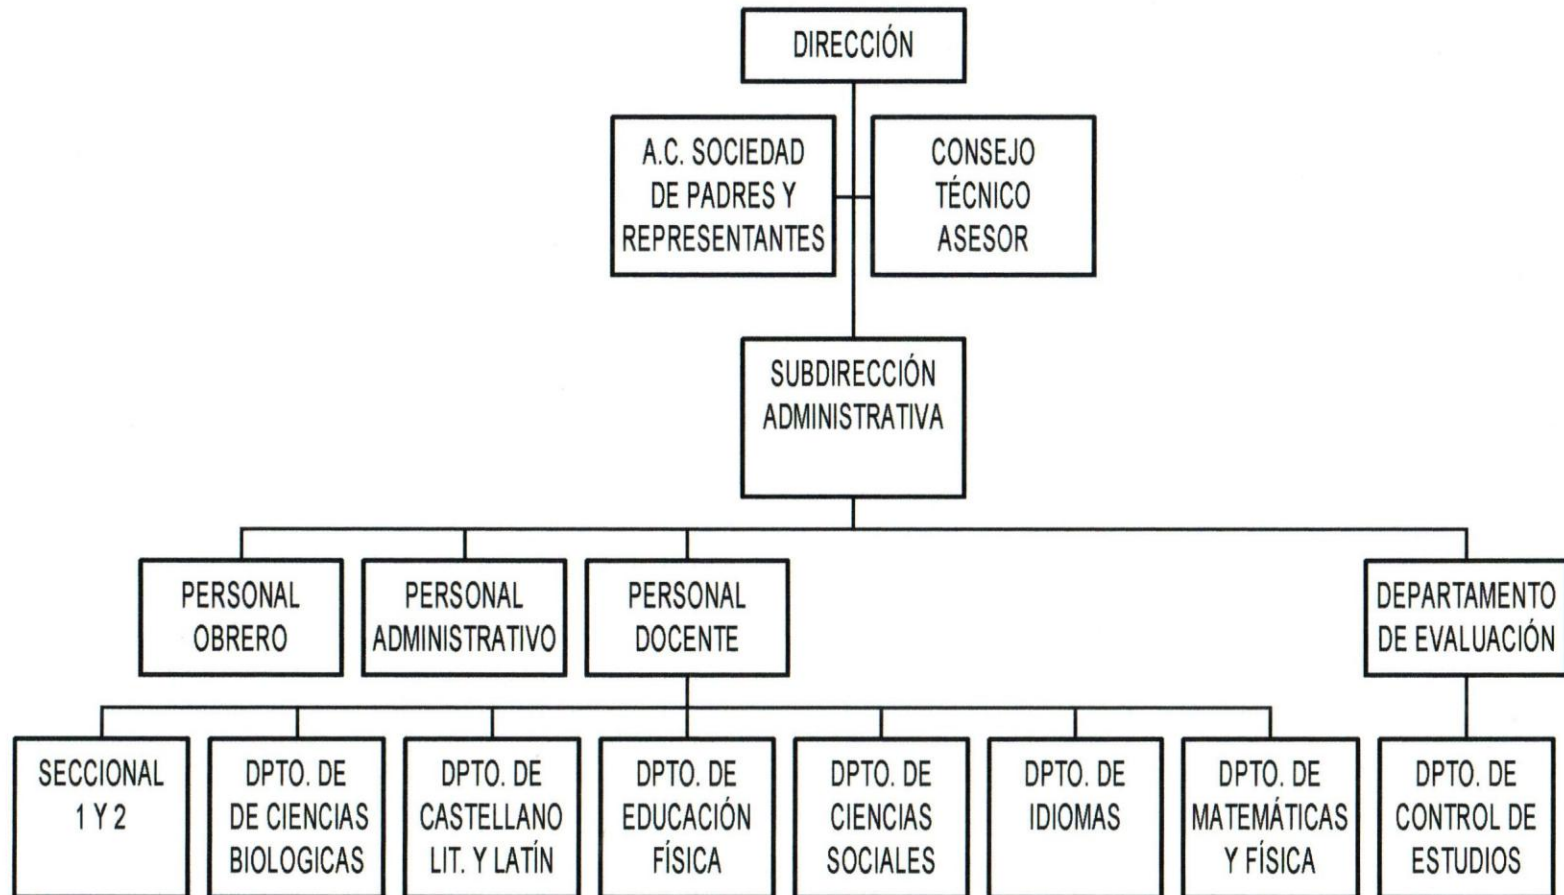 DIRECCIÓN
A.C. SOCIEDAD
DE PADRES Y
REPRESENTANTES
CONSEJO
TÉCNICO
ASESOR
SUBDIRECCIÓN
ADMINISTRATIVA
PERSONAL
OBRERO
PERSONAL
ADMINISTRATIVO
PERSONAL
DOCENTE
DEPARTAMENTO
DE EVALUACIÓN
SECCIONAL
1 Y 2
DPTO. DE
DE CIENCIAS
BIOLOGICAS
DPTO. DE
CASTELLANO
LIT. Y LATÍN
DPTO. DE
EDUCACIÓN
FÍSICA
DPTO. DE
CIENCIAS
SOCIALES
DPTO. DE
IDIOMAS
DPTO. DE
MATEMÁTICAS
Y FÍSICA
DPTO. DE
CONTROL DE
ESTUDIOS